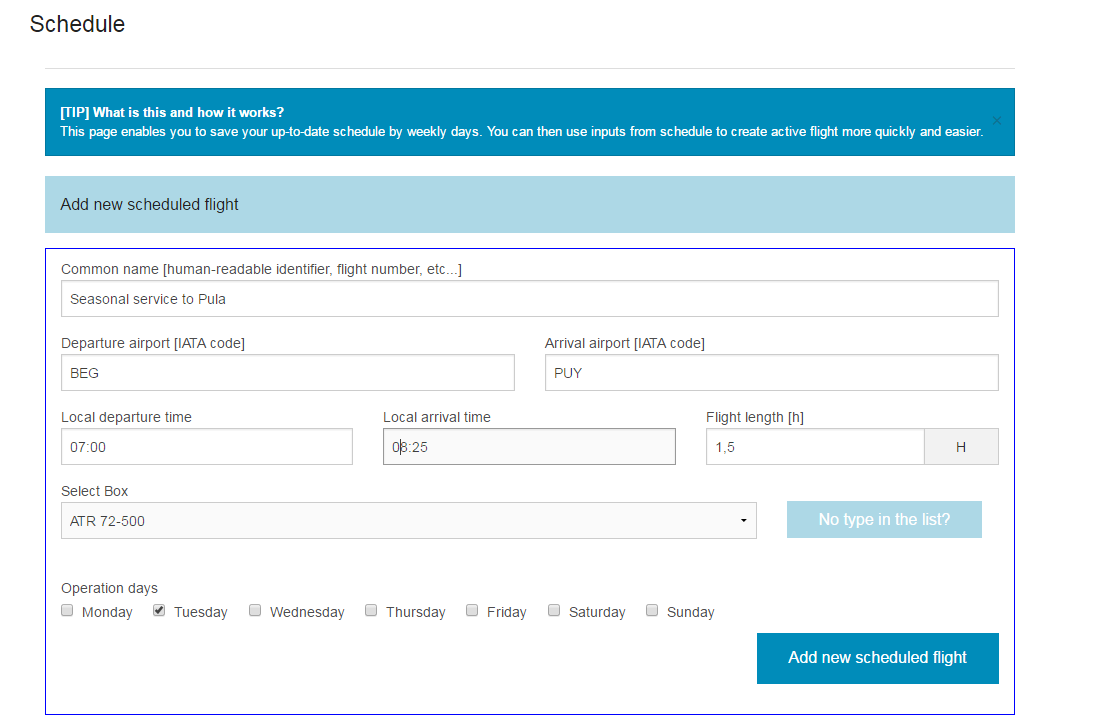 Schedule
[TIP] What is this and how it works?
This page enables you to save your up-to-date schedule by weekly days. You can then use inputs from schedule to create active flight more quickly and easier.
×
Add new scheduled flight
Common name [human-readable identifier, flight number, etc...]
Seasonal service to Pula
Departure airport [IATA code]
Arrival airport [IATA code]
BEG
PUY
Local departure time
Local arrival time
Flight length [h]
07:00
08:25
1,5
H
Select Box
ATR 72-500
No type in the list?
Operation days
Monday Tuesday Wednesday Thursday Friday Saturday Sunday
Add new scheduled flight